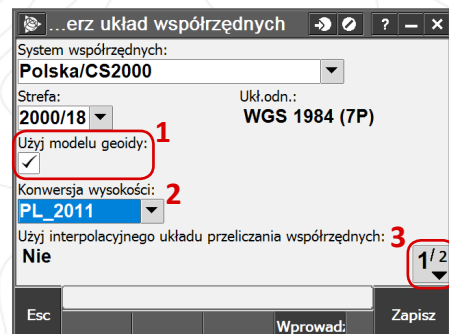 ...erz układ współrzędnych ? – ×
System współrzędnych:
Polska/CS2000
Strefa: Ukł.odn.:
2000/18 WGS 1984 (7P)
Użyj modelu geoidy: 1
✓
Konwersja wysokości: 2
PL_2011
Użyj interpolacyjnego układu przeliczania współrzędnych: 3
Nie 1/2
Esc Wprowadź Zapisz